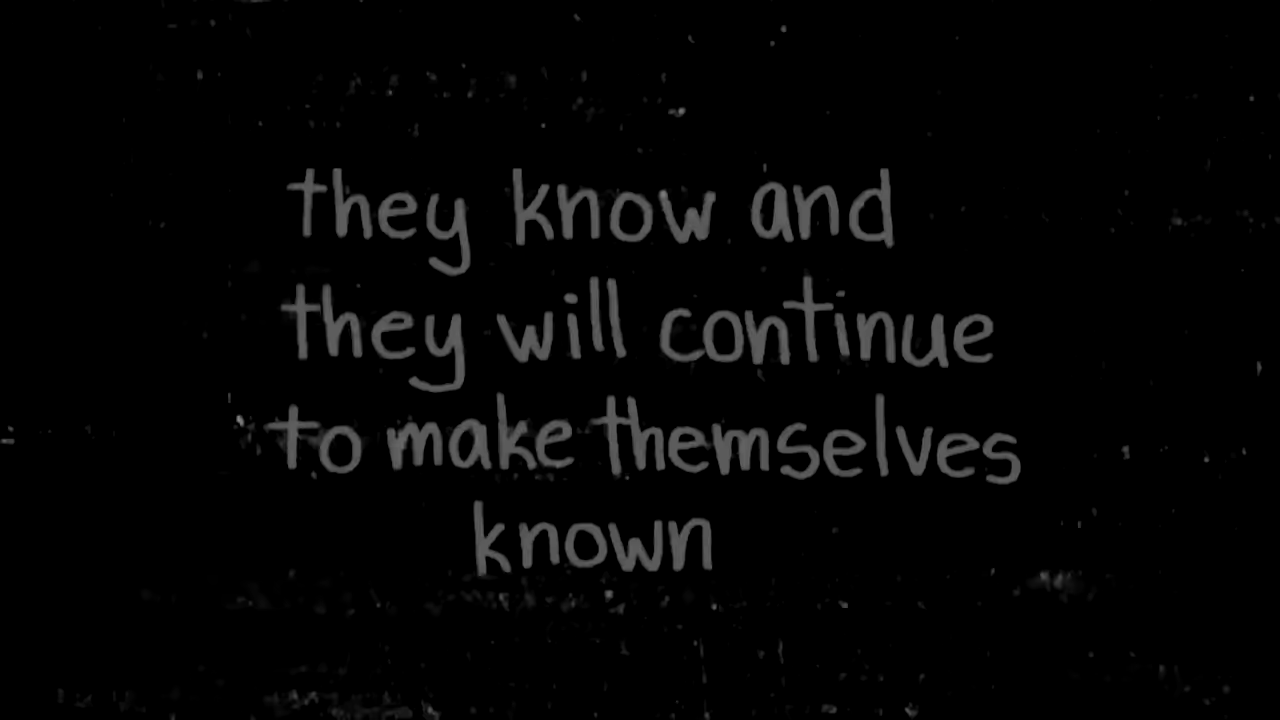 they know and
they will continue
to make themselves
known